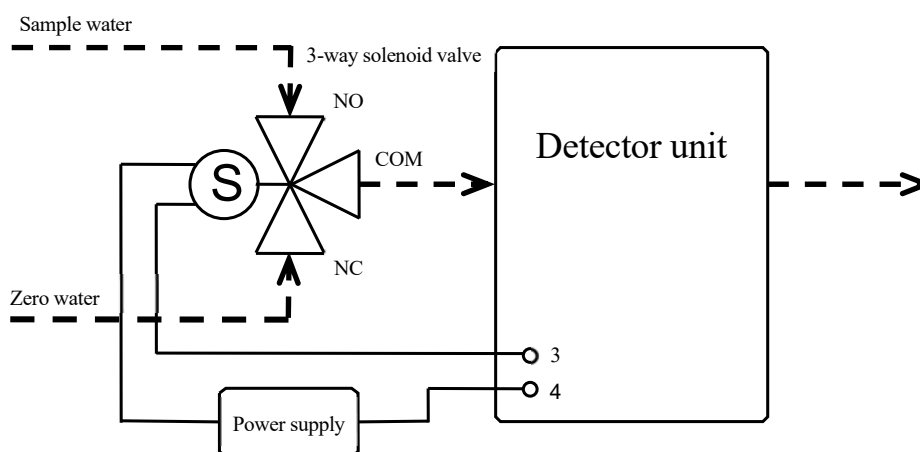 Sample water
3-way solenoid valve
NO
Detector unit
COM
S
NC
Zero water
3
4
Power supply